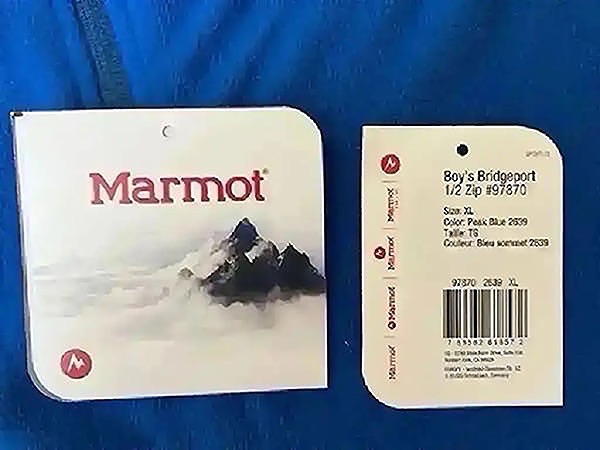 Marmot
Boy's Bridgeport
1/2 Zip #97870
Size: XL
Color: Peak Blue 2639
Taille: TG
Couleur: Bleu sommet 2639
97870 2639 XL
Marmot
Marmot
Marmot
Marmot